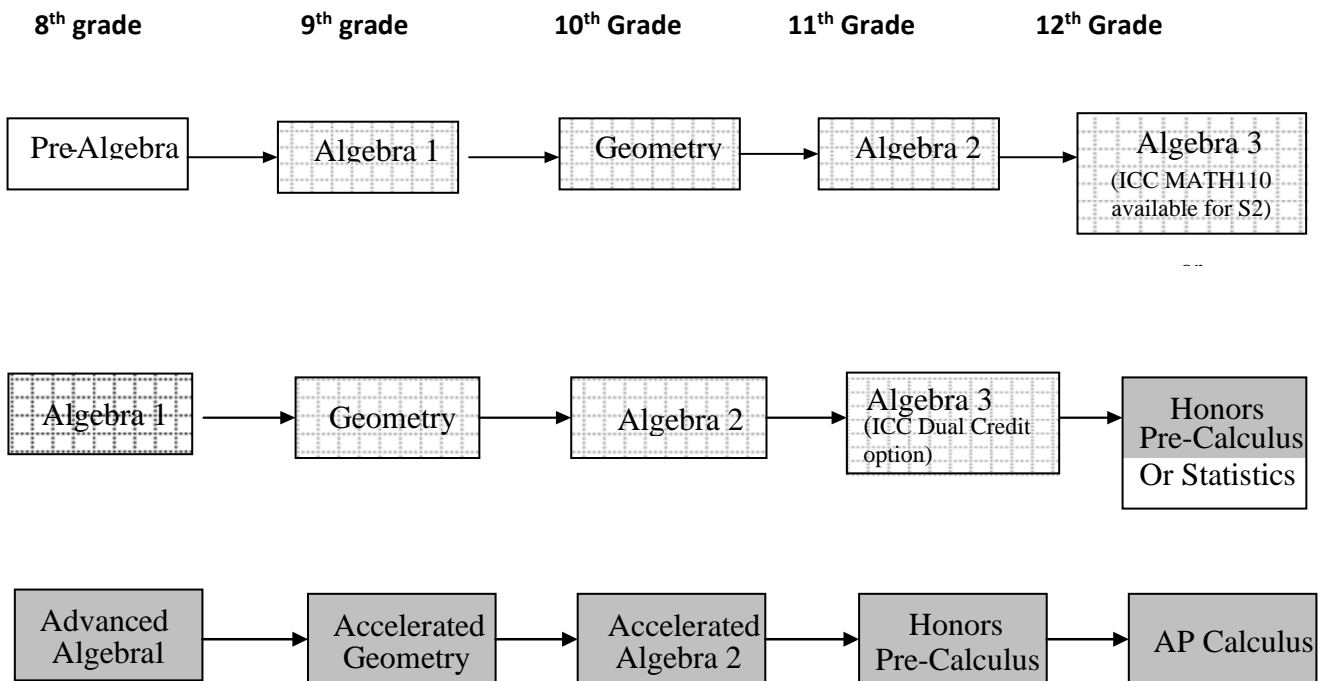 8th grade 9th grade 10th Grade 11th Grade 12th Grade
Pre-Algebra
Algebra 1
Geometry
Algebra 2
Algebra 3
(ICC MATH110
available for S2)
Algebra 1
Geometry
Algebra 2
Algebra 3
(ICC Dual Credit
option)
Honors
Pre-Calculus
Or Statistics
Advanced
Algebra1
Accelerated
Geometry
Accelerated
Algebra 2
Honors
Pre-Calculus
AP Calculus